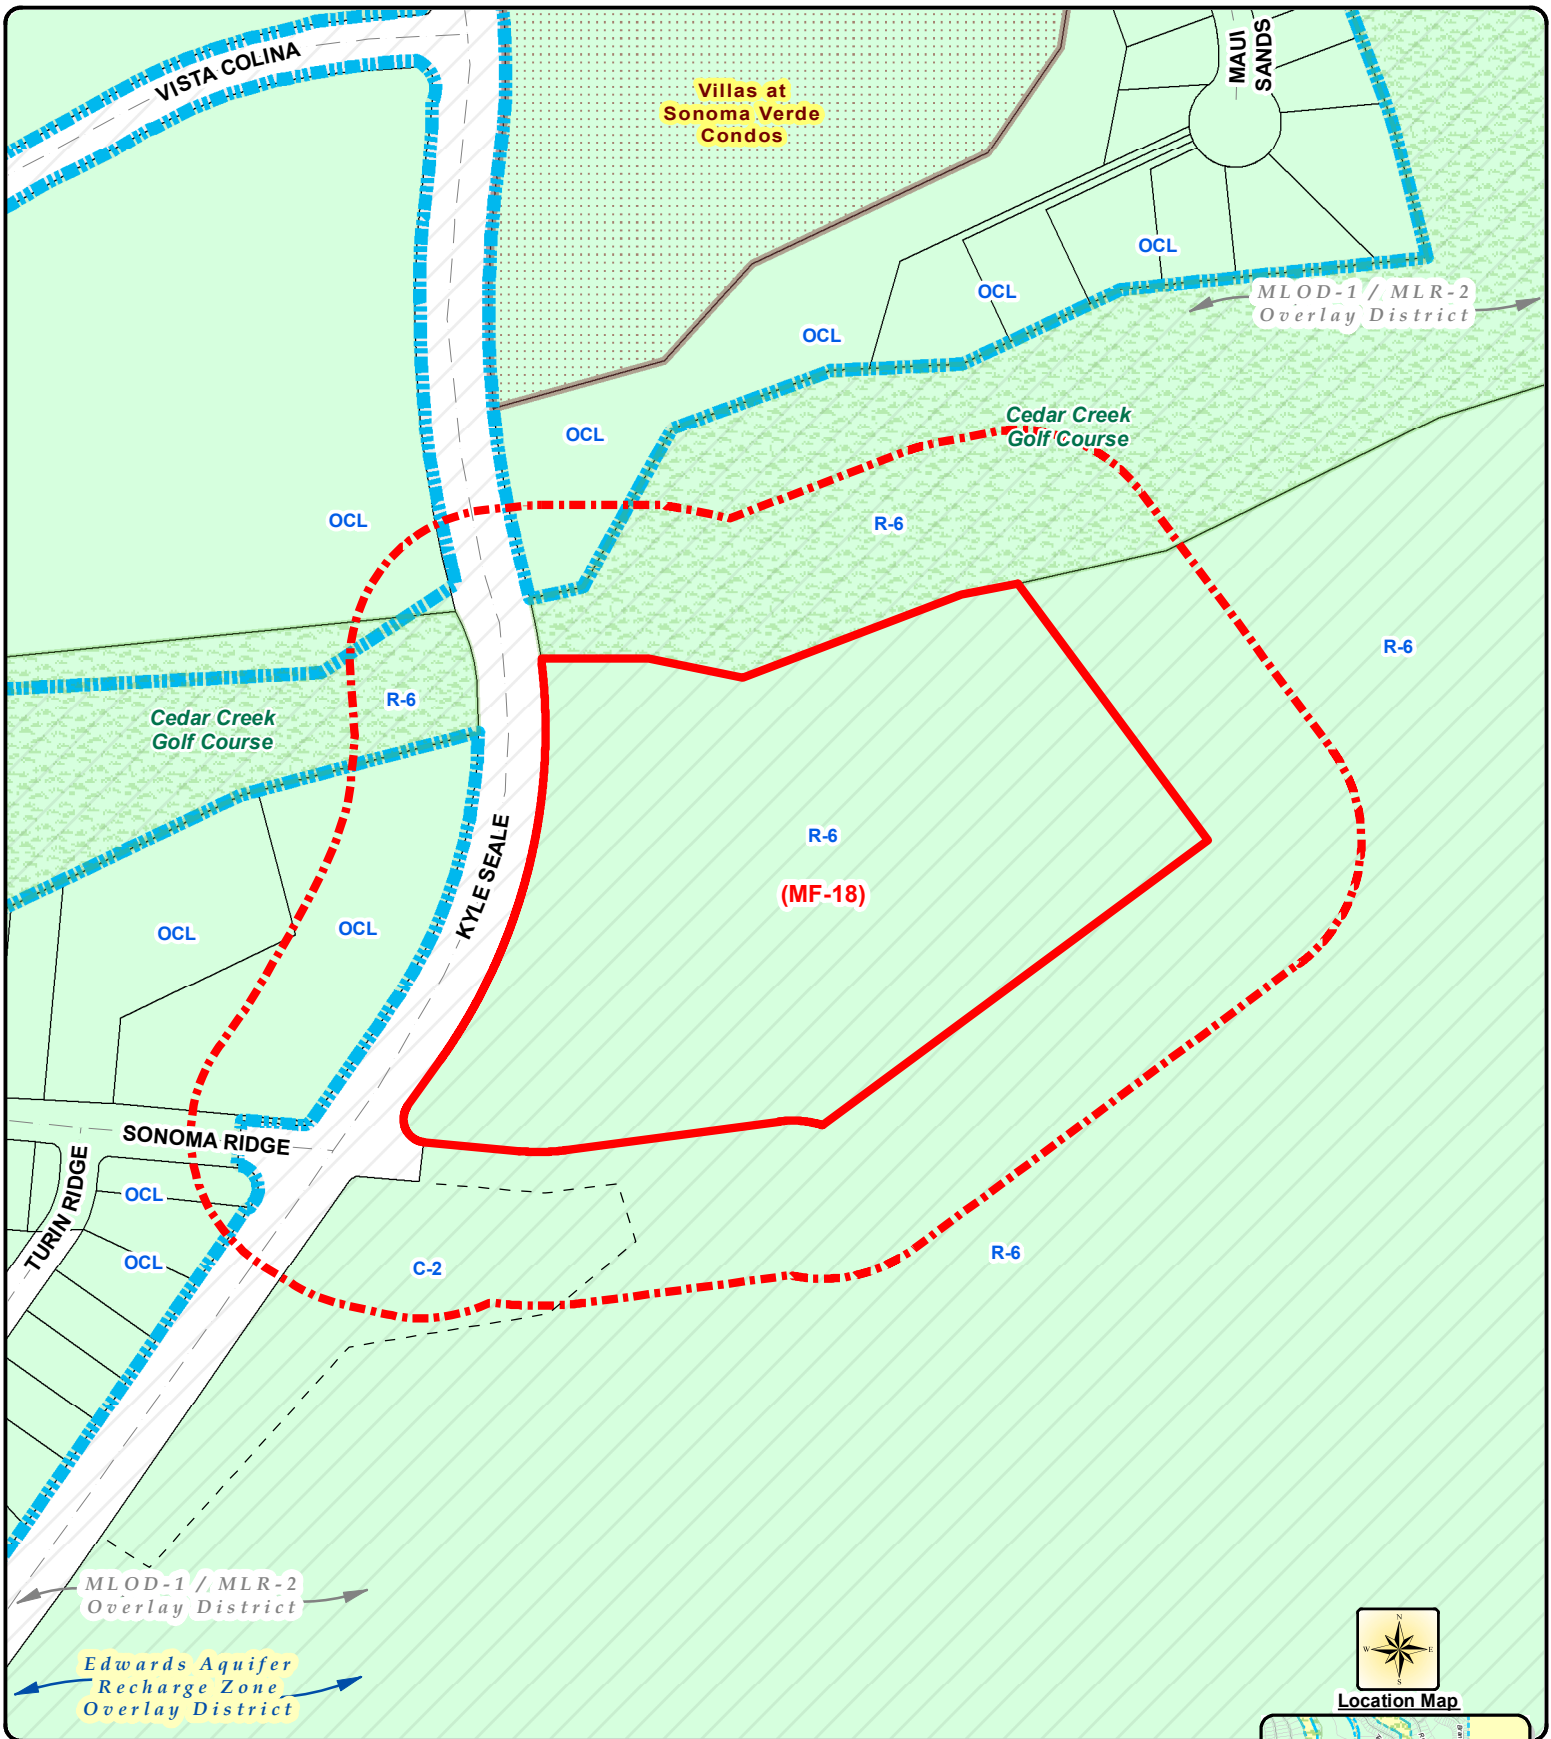 VISTA COLINA
Villas at
Sonoma Verde
Condos
MAUI
SANDS
OCL
OCL
MLOD-1 / MLR-2
Overlay District
OCL
Cedar Creek
Golf Course
OCL
OCL
R-6
R-6
R-6
Cedar Creek
Golf Course
R-6
KYLE SEALE
(MF-18)
OCL
OCL
SONOMA RIDGE
TURIN RIDGE
OCL
OCL
R-6
C-2
MLOD-1 / MLR-2
Overlay District
Edwards Aquifer
Recharge Zone
Overlay District
N
W
E
S
Location Map